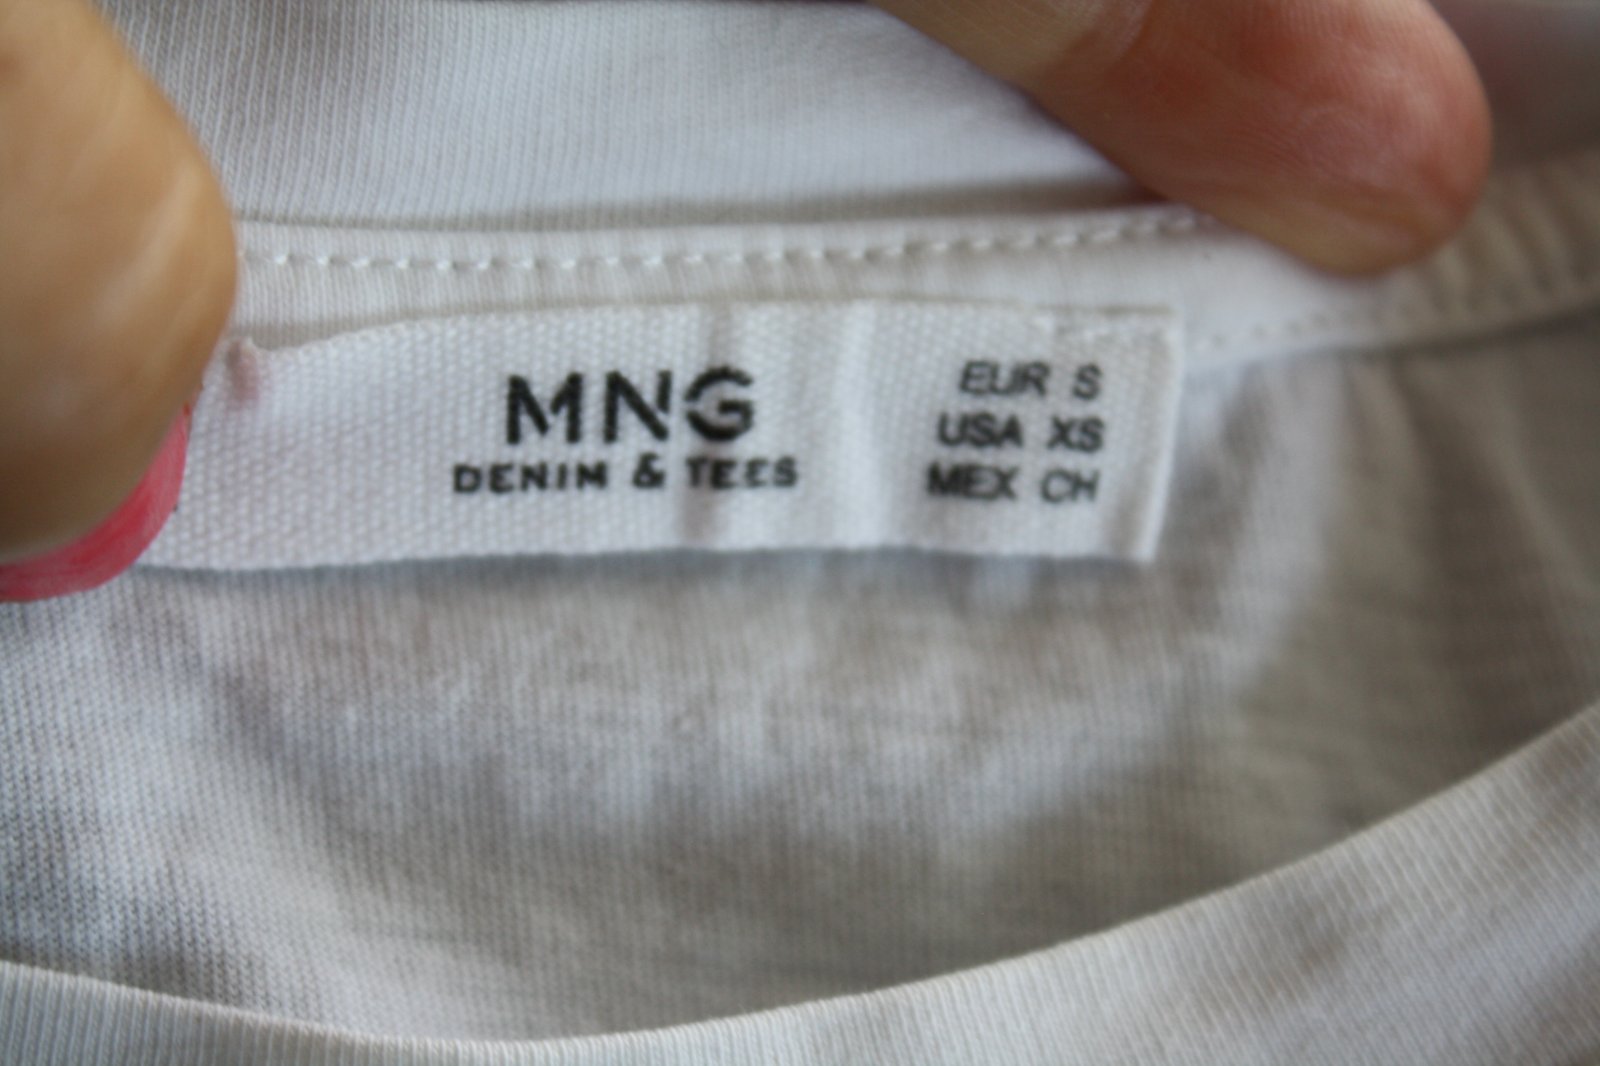 MNG
DENIM & TEES
EUR S
USA XS
MEX CH